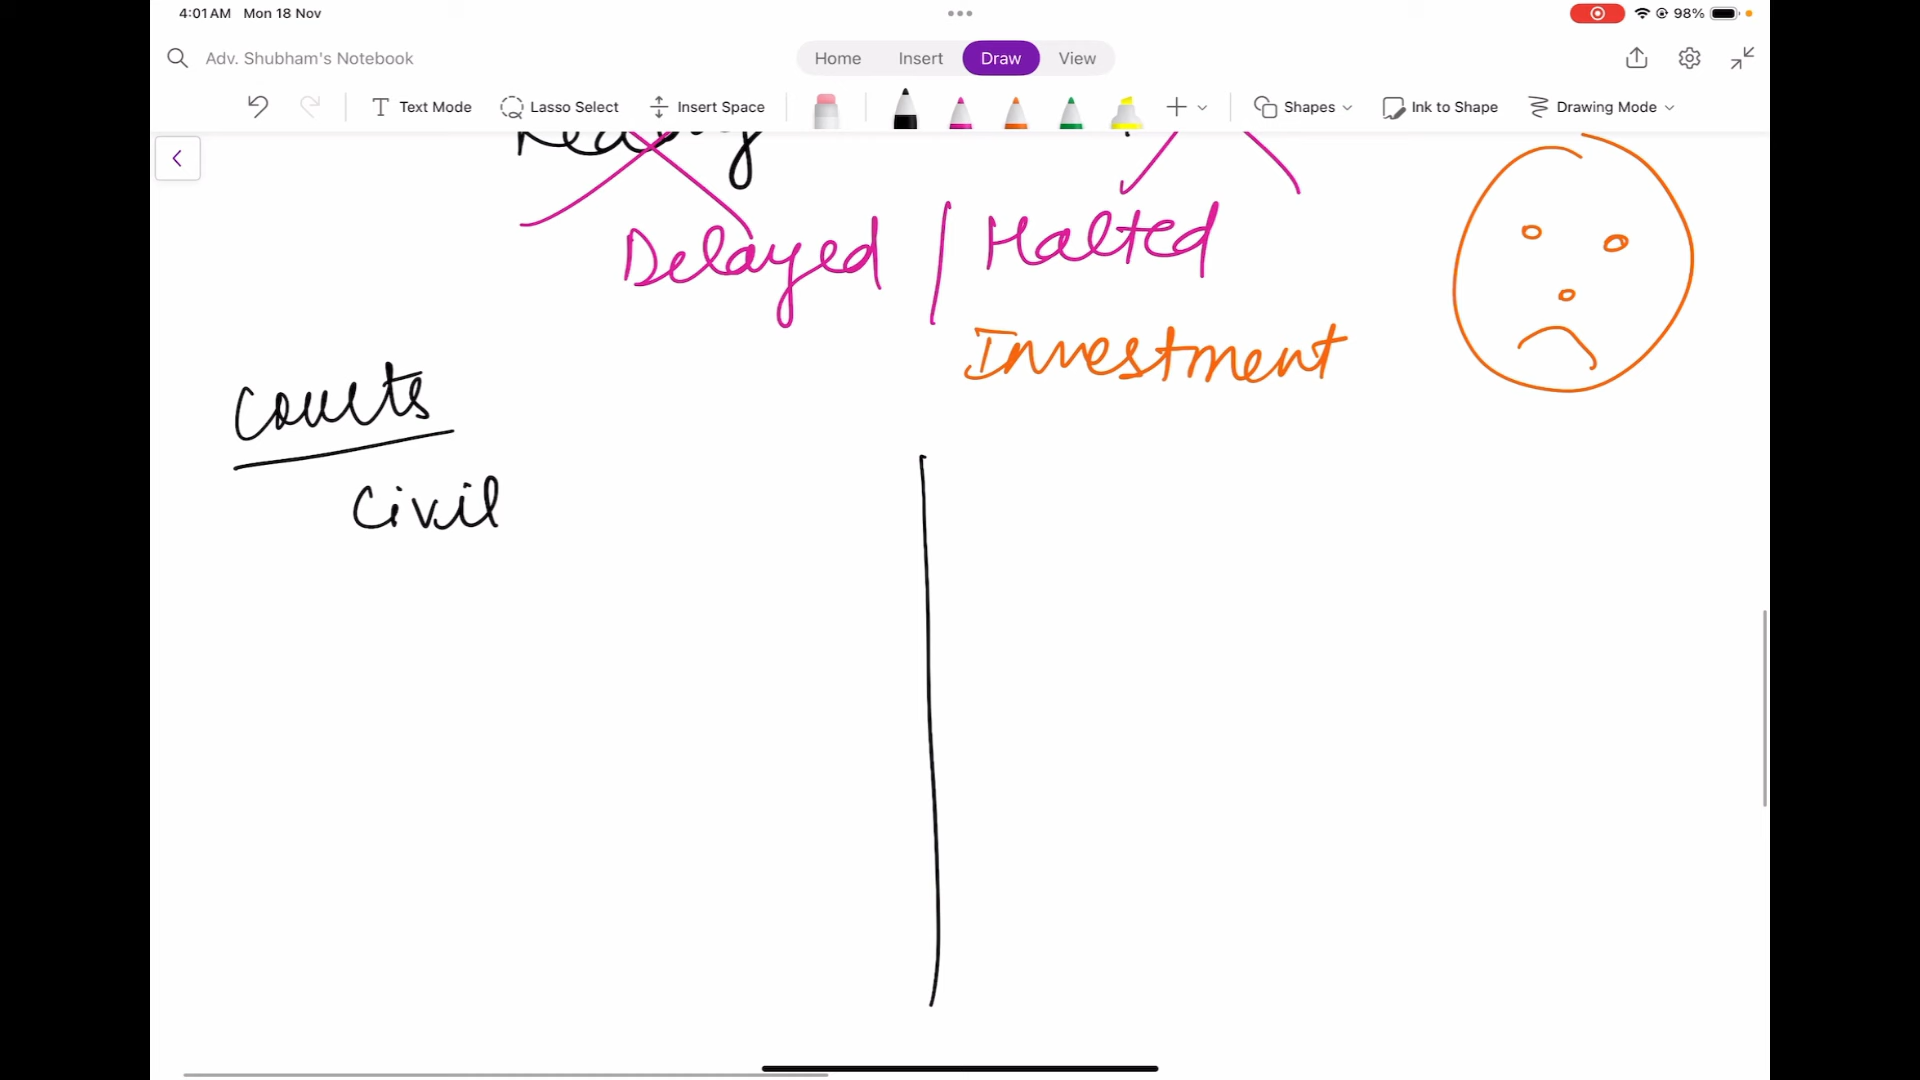 4:01 AM Mon 18 Nov
98%
Adv. Shubham's Notebook
Home Insert Draw View
Text Mode Lasso Select Insert Space Shapes Ink to Shape Drawing Mode
Delayed / Halted
Investment
Courts
Civil